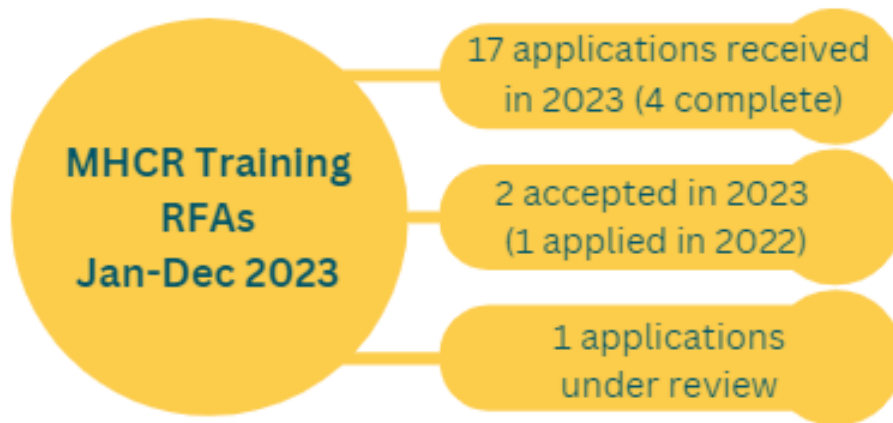 MHCR Training
RFAs
Jan-Dec 2023
17 applications received
in 2023 (4 complete)
2 accepted in 2023
(1 applied in 2022)
1 applications
under review